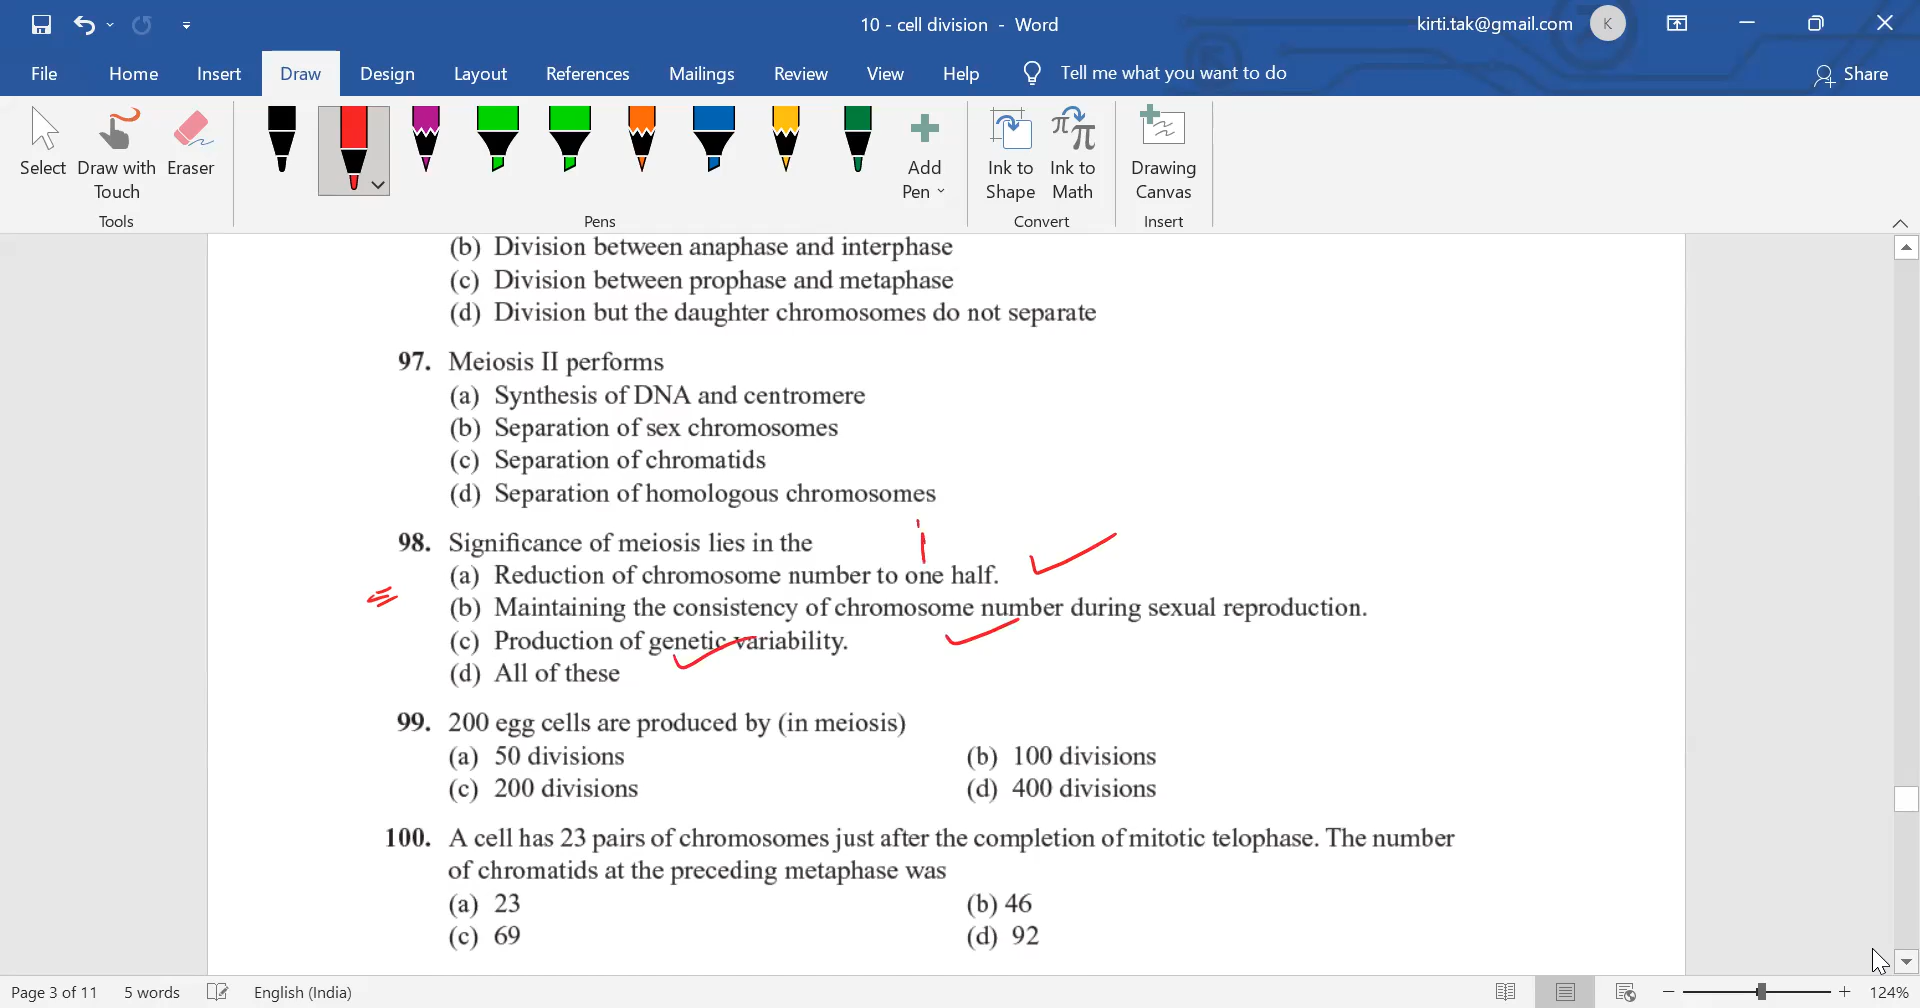 10 - cell division - Word
kirti.tak@gmail.com
K
File Home Insert Draw Design Layout References Mailings Review View Help Tell me what you want to do Share
Select Draw with Touch Eraser Add Pen Ink to Shape Ink to Math Drawing Canvas
Tools Pens Convert Insert
(b) Division between anaphase and interphase
(c) Division between prophase and metaphase
(d) Division but the daughter chromosomes do not separate
97. Meiosis II performs
(a) Synthesis of DNA and centromere
(b) Separation of sex chromosomes
(c) Separation of chromatids
(d) Separation of homologous chromosomes
98. Significance of meiosis lies in the
(a) Reduction of chromosome number to one half.
(b) Maintaining the consistency of chromosome number during sexual reproduction.
(c) Production of genetic variability.
(d) All of these
99. 200 egg cells are produced by (in meiosis)
(a) 50 divisions (b) 100 divisions
(c) 200 divisions (d) 400 divisions
100. A cell has 23 pairs of chromosomes just after the completion of mitotic telophase. The number
of chromatids at the preceding metaphase was
(a) 23 (b) 46
(c) 69 (d) 92
Page 3 of 11 5 words English (India) 124%